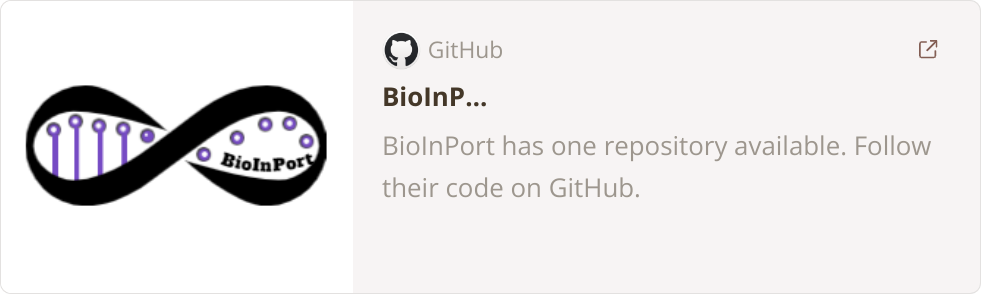 GitHub
BioInP...
BioInPort has one repository available. Follow
their code on GitHub.
BioInPort